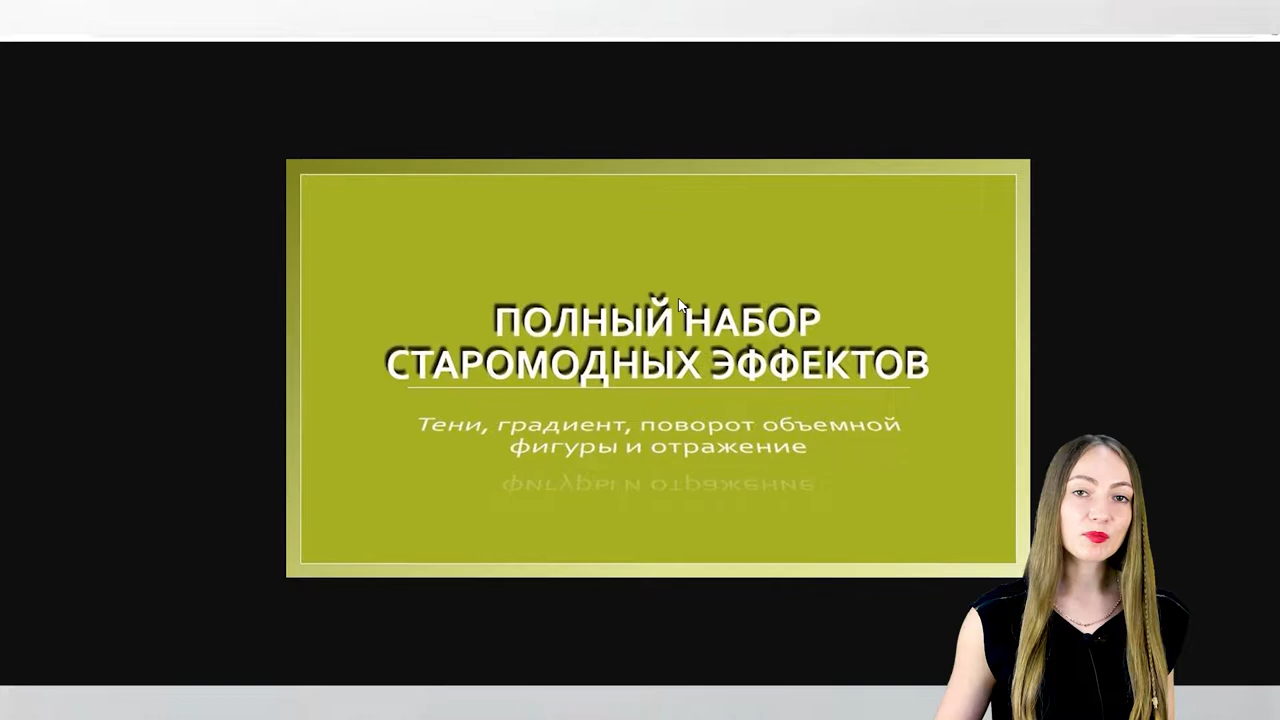 ПОЛНЫЙ НАБОР
СТАРОМОДНЫХ ЭФФЕКТОВ
Тени, градиент, поворот объемной
фигуры и отражение